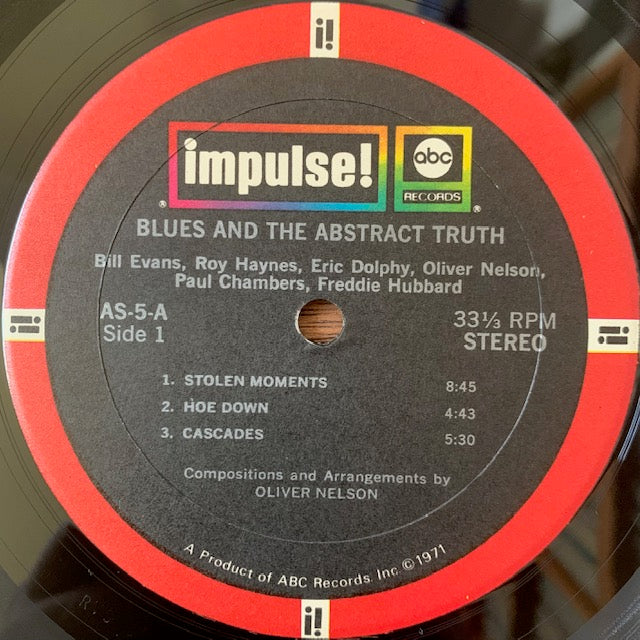 i!
impulse!
abc
RECORDS
®
®
BLUES AND THE ABSTRACT TRUTH
Bill Evans, Roy Haynes, Eric Dolphy, Oliver Nelson,
Paul Chambers, Freddie Hubbard
AS-5-A
Side 1
33⅓ RPM
STEREO
i!
i!
1. STOLEN MOMENTS 8:45
2. HOE DOWN 4:43
3. CASCADES 5:30
Compositions and Arrangements by
OLIVER NELSON
A Product of ABC Records, Inc © 1971
i!